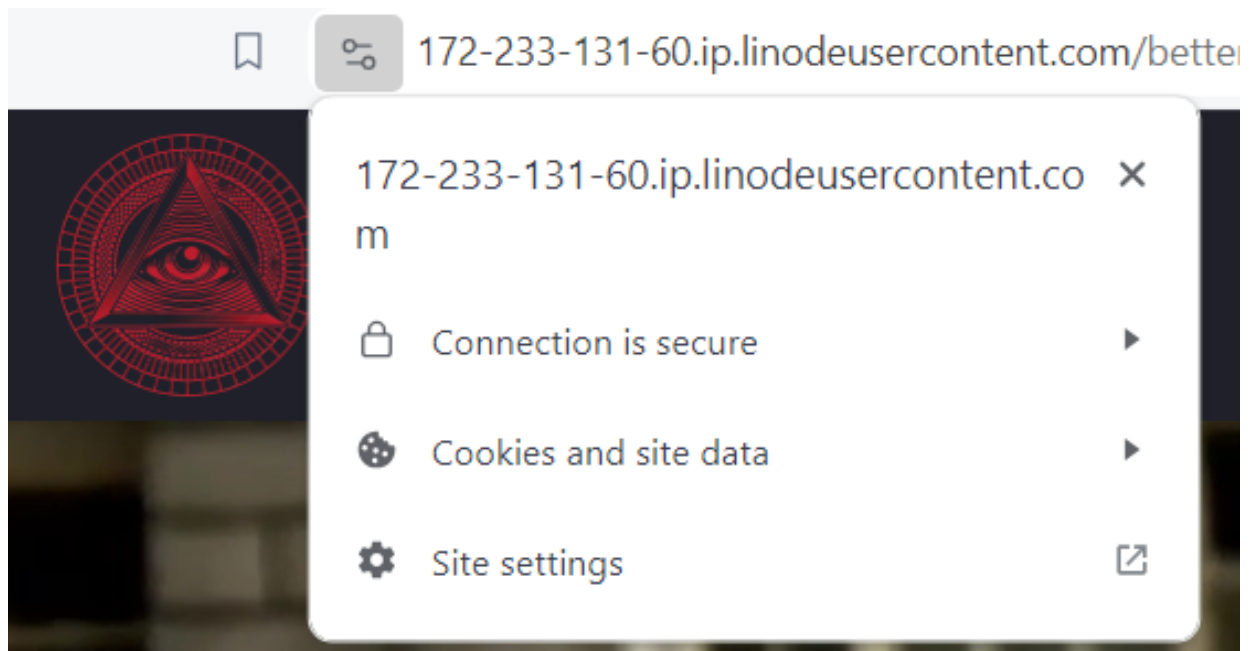 172-233-131-60.ip.linodeusercontent.com/better
172-233-131-60.ip.linodeusercontent.co
m
Connection is secure
Cookies and site data
Site settings